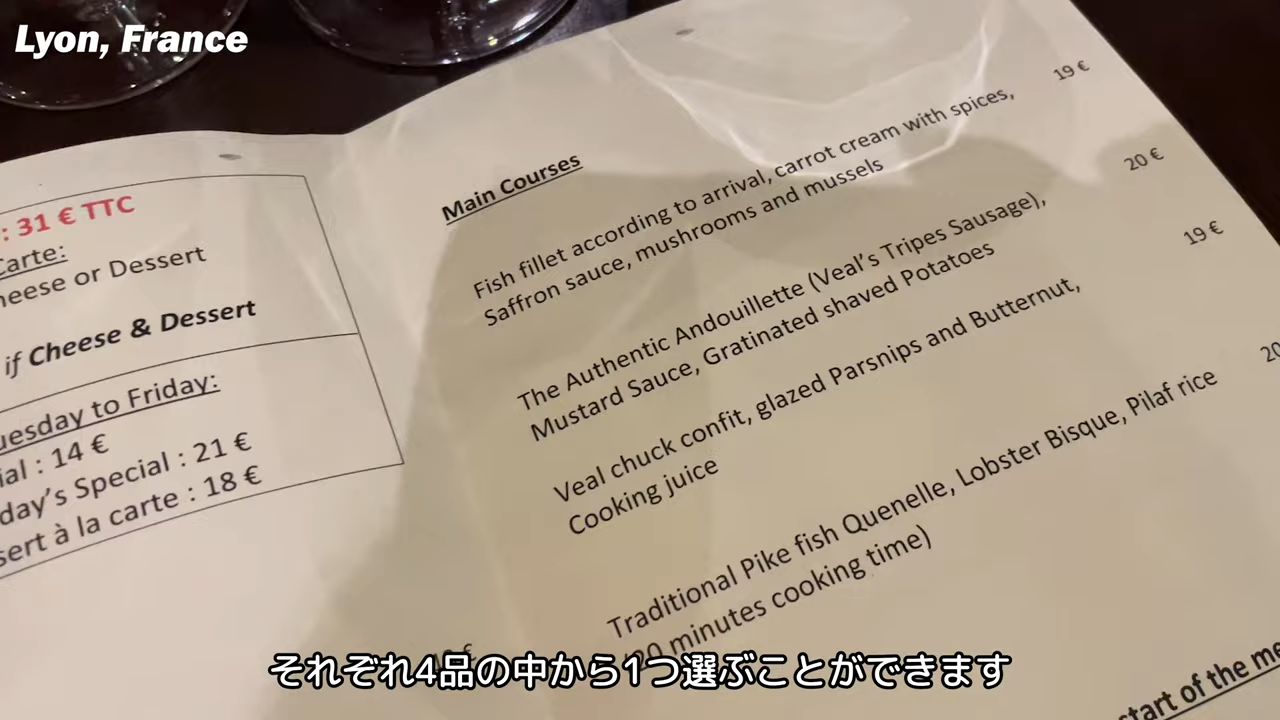 Lyon, France
: 31 € TTC
Carte:
heese or Dessert
if Cheese & Dessert
uesday to Friday:
ial : 14 €
day's Special : 21 €
sert à la carte : 18 €
Main Courses
19 €
Fish fillet according to arrival, carrot cream with spices,
Saffron sauce, mushrooms and mussels
20 €
The Authentic Andouillette (Veal's Tripes Sausage),
Mustard Sauce, Gratinated shaved Potatoes
19 €
Veal chuck confit, glazed Parsnips and Butternut,
Cooking juice
20
Traditional Pike fish Quenelle, Lobster Bisque, Pilaf rice
(20 minutes cooking time)
start of the me
それぞれ4品の中から1つ選ぶことができます